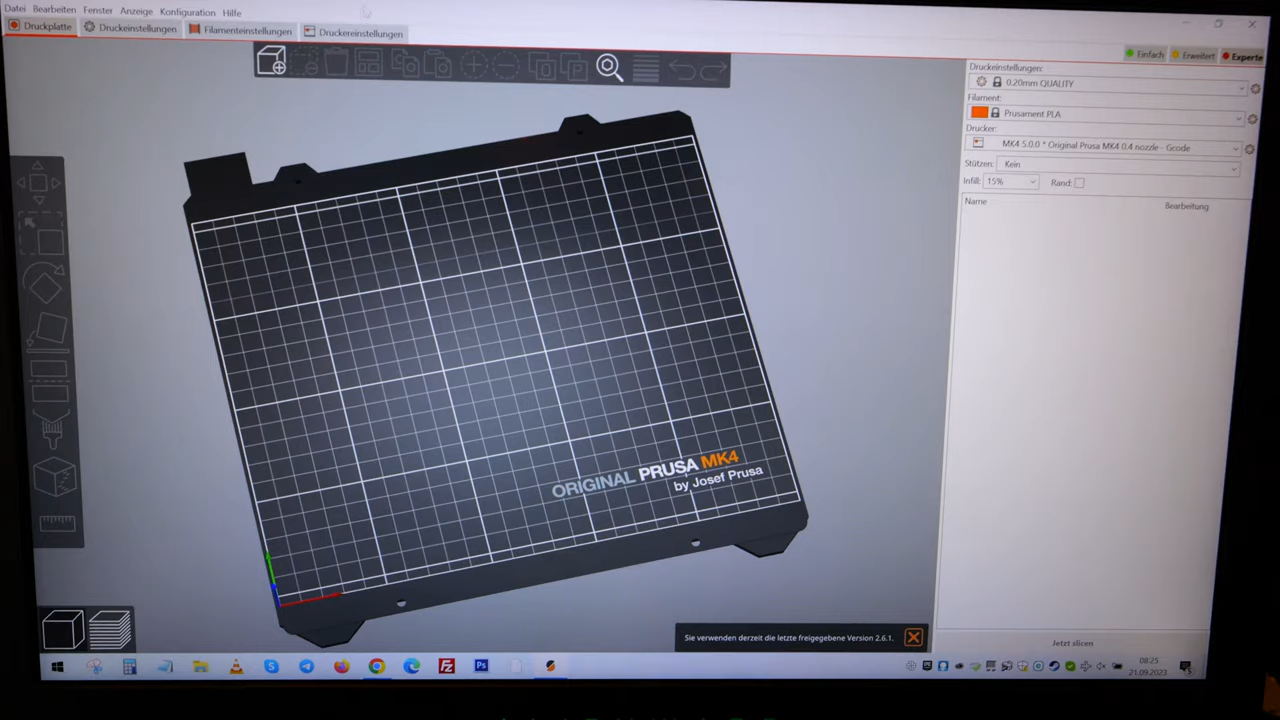 Datei Bearbeiten Fenster Anzeige Konfiguration Hilfe
Druckplatte Druckeinstellungen Filamenteinstellungen Druckereinstellungen
Einfach Erweitert Experte
Druckeinstellungen:
0.20mm QUALITY
Filament:
Prusament PLA
Drucker:
MK4 5.0.0 * Original Prusa MK4 0.4 nozzle - Gcode
Stützen: Kein
Infill: 15% Rand:
Name Bearbeitung
ORIGINAL PRUSA MK4
by Josef Prusa
Sie verwenden derzeit die letzte freigegebene Version 2.6.1.
Jetzt slicen
08:25
21.09.2023